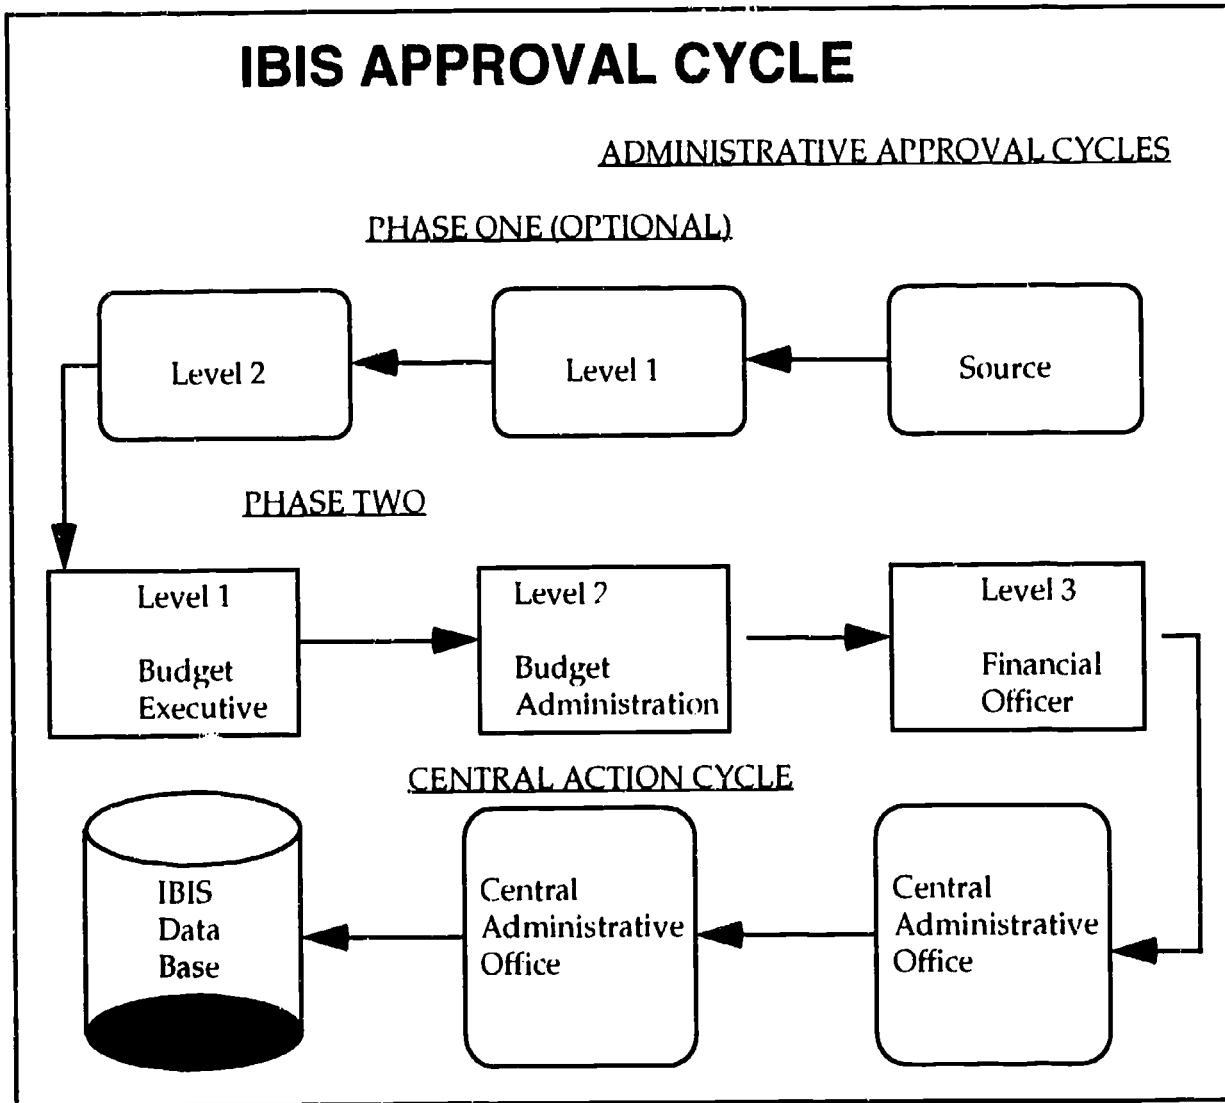 IBIS APPROVAL CYCLE
ADMINISTRATIVE APPROVAL CYCLES
PHASE ONE (OPTIONAL)
Level 2
Level 1
Source
PHASE TWO
Level 1
Budget
Executive
Level 2
Budget
Administration
Level 3
Financial
Officer
CENTRAL ACTION CYCLE
IBIS
Data
Base
Central
Administrative
Office
Central
Administrative
Office